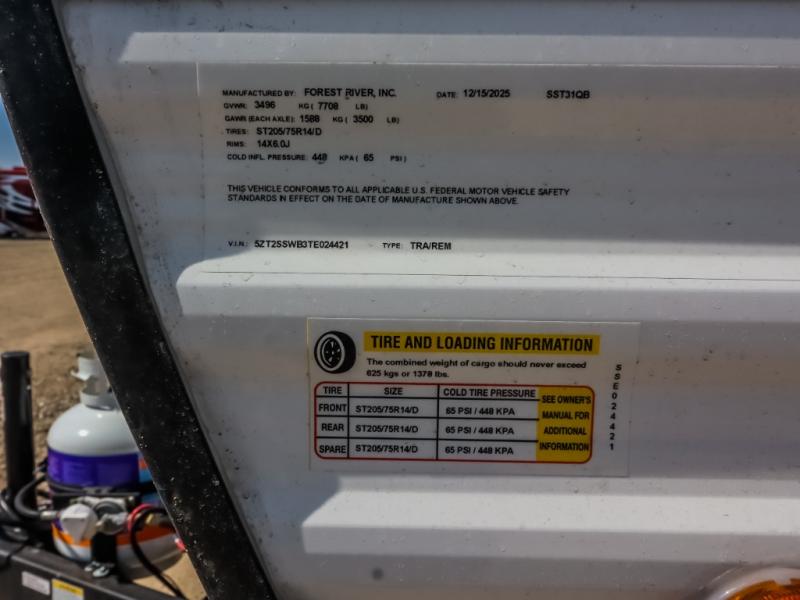 MANUFACTURED BY: FOREST RIVER, INC. DATE: 12/15/2025 SST31QB
GVWR: 3496 KG ( 7708 LB)
GAWR (EACH AXLE): 1588 KG ( 3500 LB)
TIRES: ST205/75R14/D
RIMS: 14X6.0J
COLD INFL. PRESSURE: 448 KPA ( 65 PSI )
THIS VEHICLE CONFORMS TO ALL APPLICABLE U.S. FEDERAL MOTOR VEHICLE SAFETY
STANDARDS IN EFFECT ON THE DATE OF MANUFACTURE SHOWN ABOVE.
V.I.N.: 5ZT2SSWB3TE024421 TYPE: TRA/REM
TIRE AND LOADING INFORMATION
The combined weight of cargo should never exceed
625 kgs or 1378 lbs.
TIRE SIZE COLD TIRE PRESSURE
FRONT ST205/75R14/D 65 PSI / 448 KPA
REAR ST205/75R14/D 65 PSI / 448 KPA
SPARE ST205/75R14/D 65 PSI / 448 KPA
SEE OWNER'S
MANUAL FOR
ADDITIONAL
INFORMATION
SSE024421